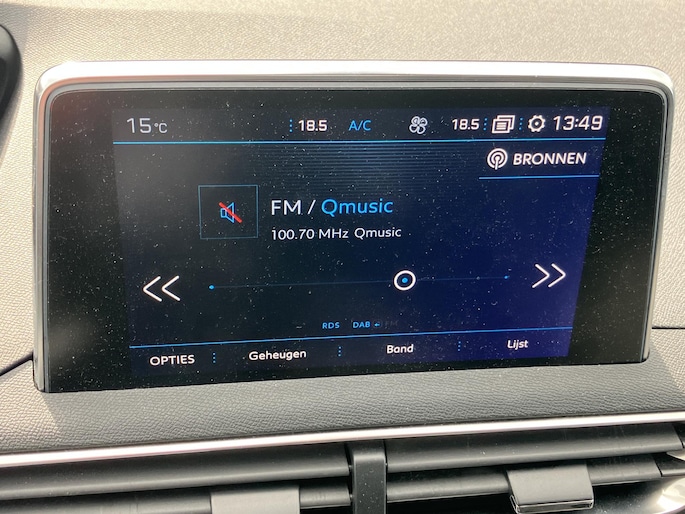 15°C 18.5 A/C 18.5 13:49
BRONNEN
FM / Qmusic
100.70 MHz Qmusic
RDS DAB
OPTIES Geheugen Band Lijst